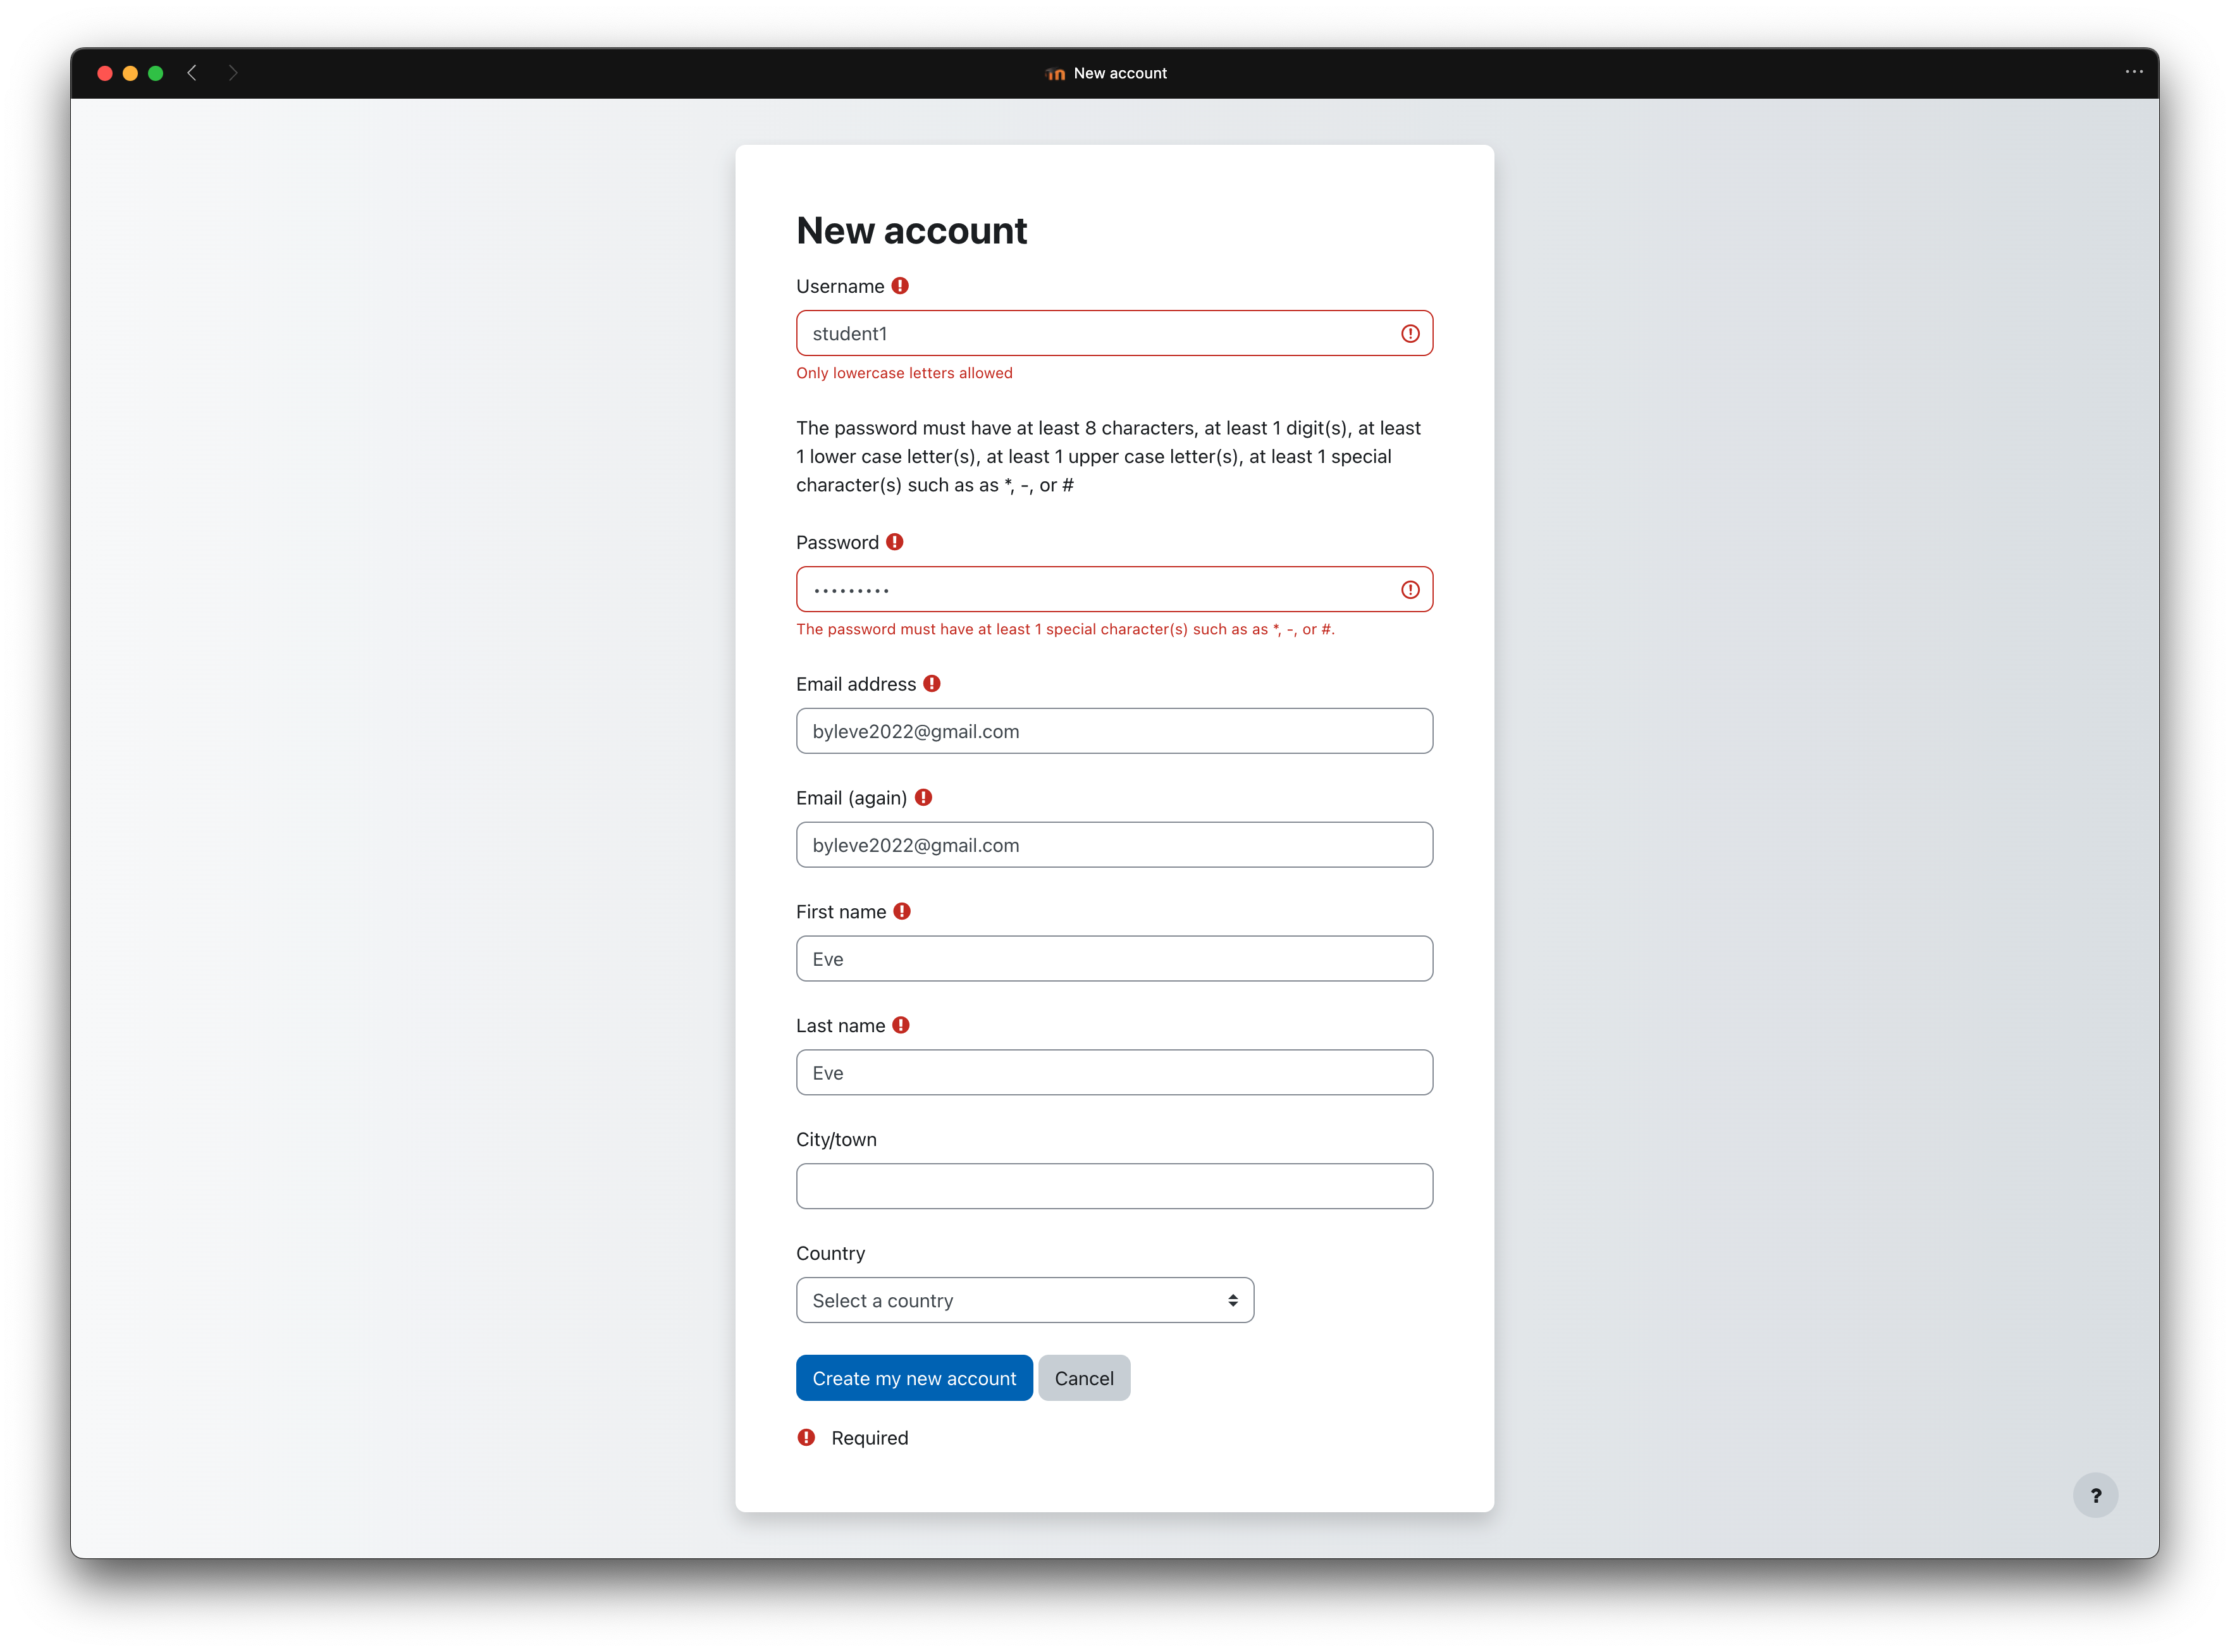 New account
New account
Username
student1
Only lowercase letters allowed
The password must have at least 8 characters, at least 1 digit(s), at least
1 lower case letter(s), at least 1 upper case letter(s), at least 1 special
character(s) such as as *, -, or #
Password
•••••••••
The password must have at least 1 special character(s) such as as *, -, or #.
Email address
byleve2022@gmail.com
Email (again)
byleve2022@gmail.com
First name
Eve
Last name
Eve
City/town
Country
Select a country
Create my new account Cancel
Required
?